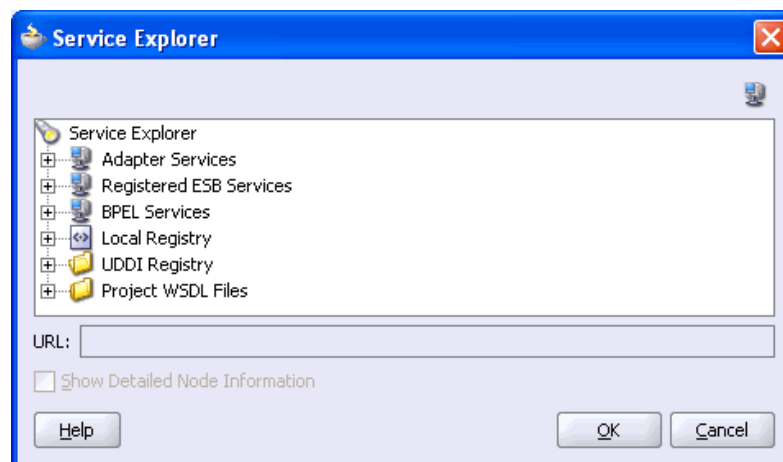 Service Explorer
Service Explorer
Adapter Services
Registered ESB Services
BPEL Services
Local Registry
UDDI Registry
Project WSDL Files
URL:
Show Detailed Node Information
Help OK Cancel